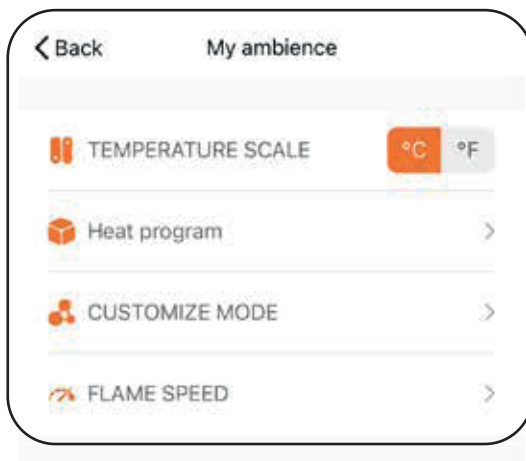 Back My ambience
TEMPERATURE SCALE °C °F
Heat program
CUSTOMIZE MODE
FLAME SPEED